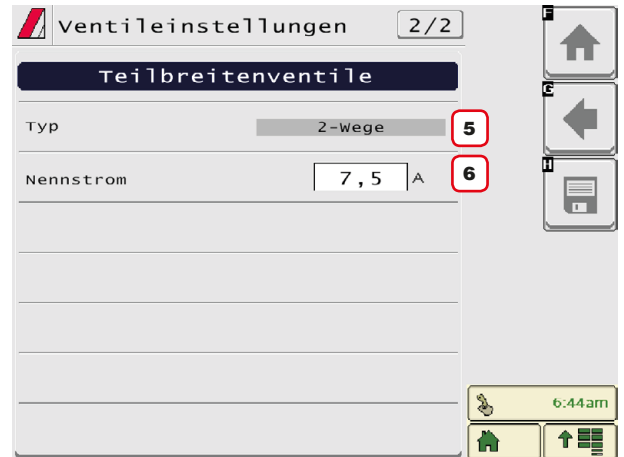 Ventileinstellungen 2/2
Teilbreitenventile
Typ 2-Wege 5
Nennstrom 7,5 A 6
F
G
H
6:44am